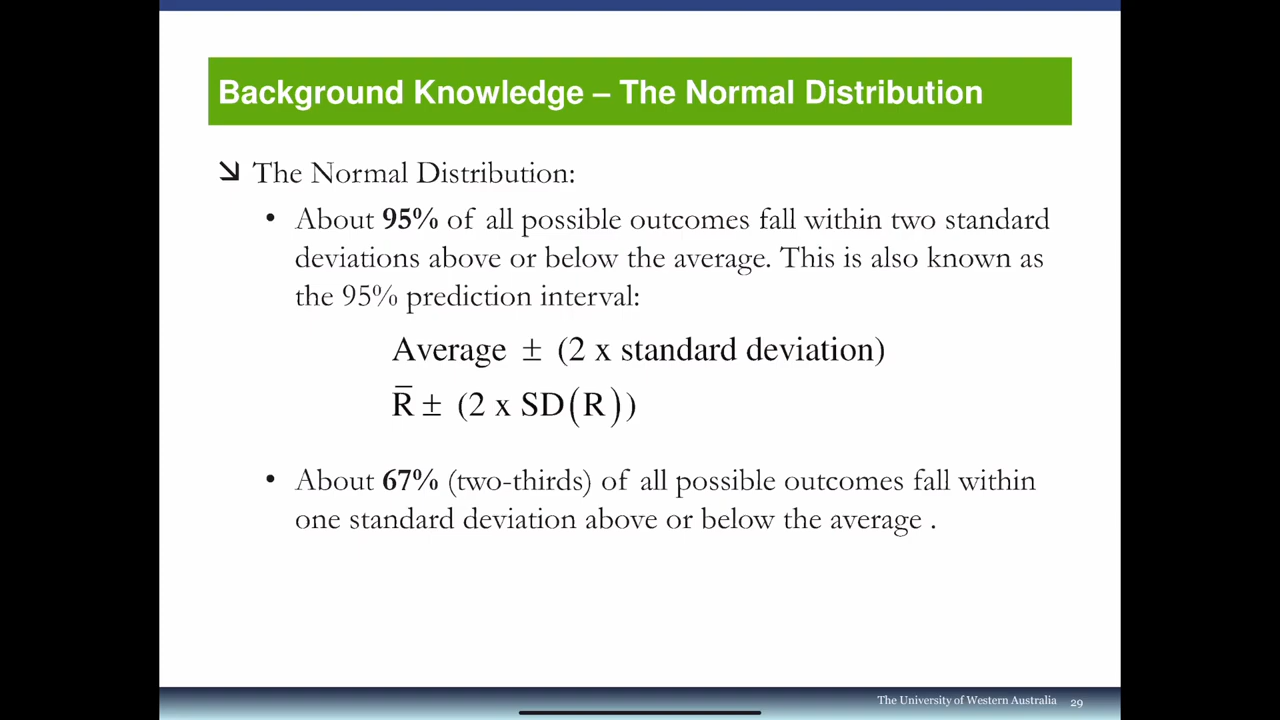 Background Knowledge – The Normal Distribution
The Normal Distribution:
• About 95% of all possible outcomes fall within two standard
deviations above or below the average. This is also known as
the 95% prediction interval:
Average ± (2 x standard deviation)
R̅ ± (2 x SD(R))
• About 67% (two-thirds) of all possible outcomes fall within
one standard deviation above or below the average .
The University of Western Australia 29